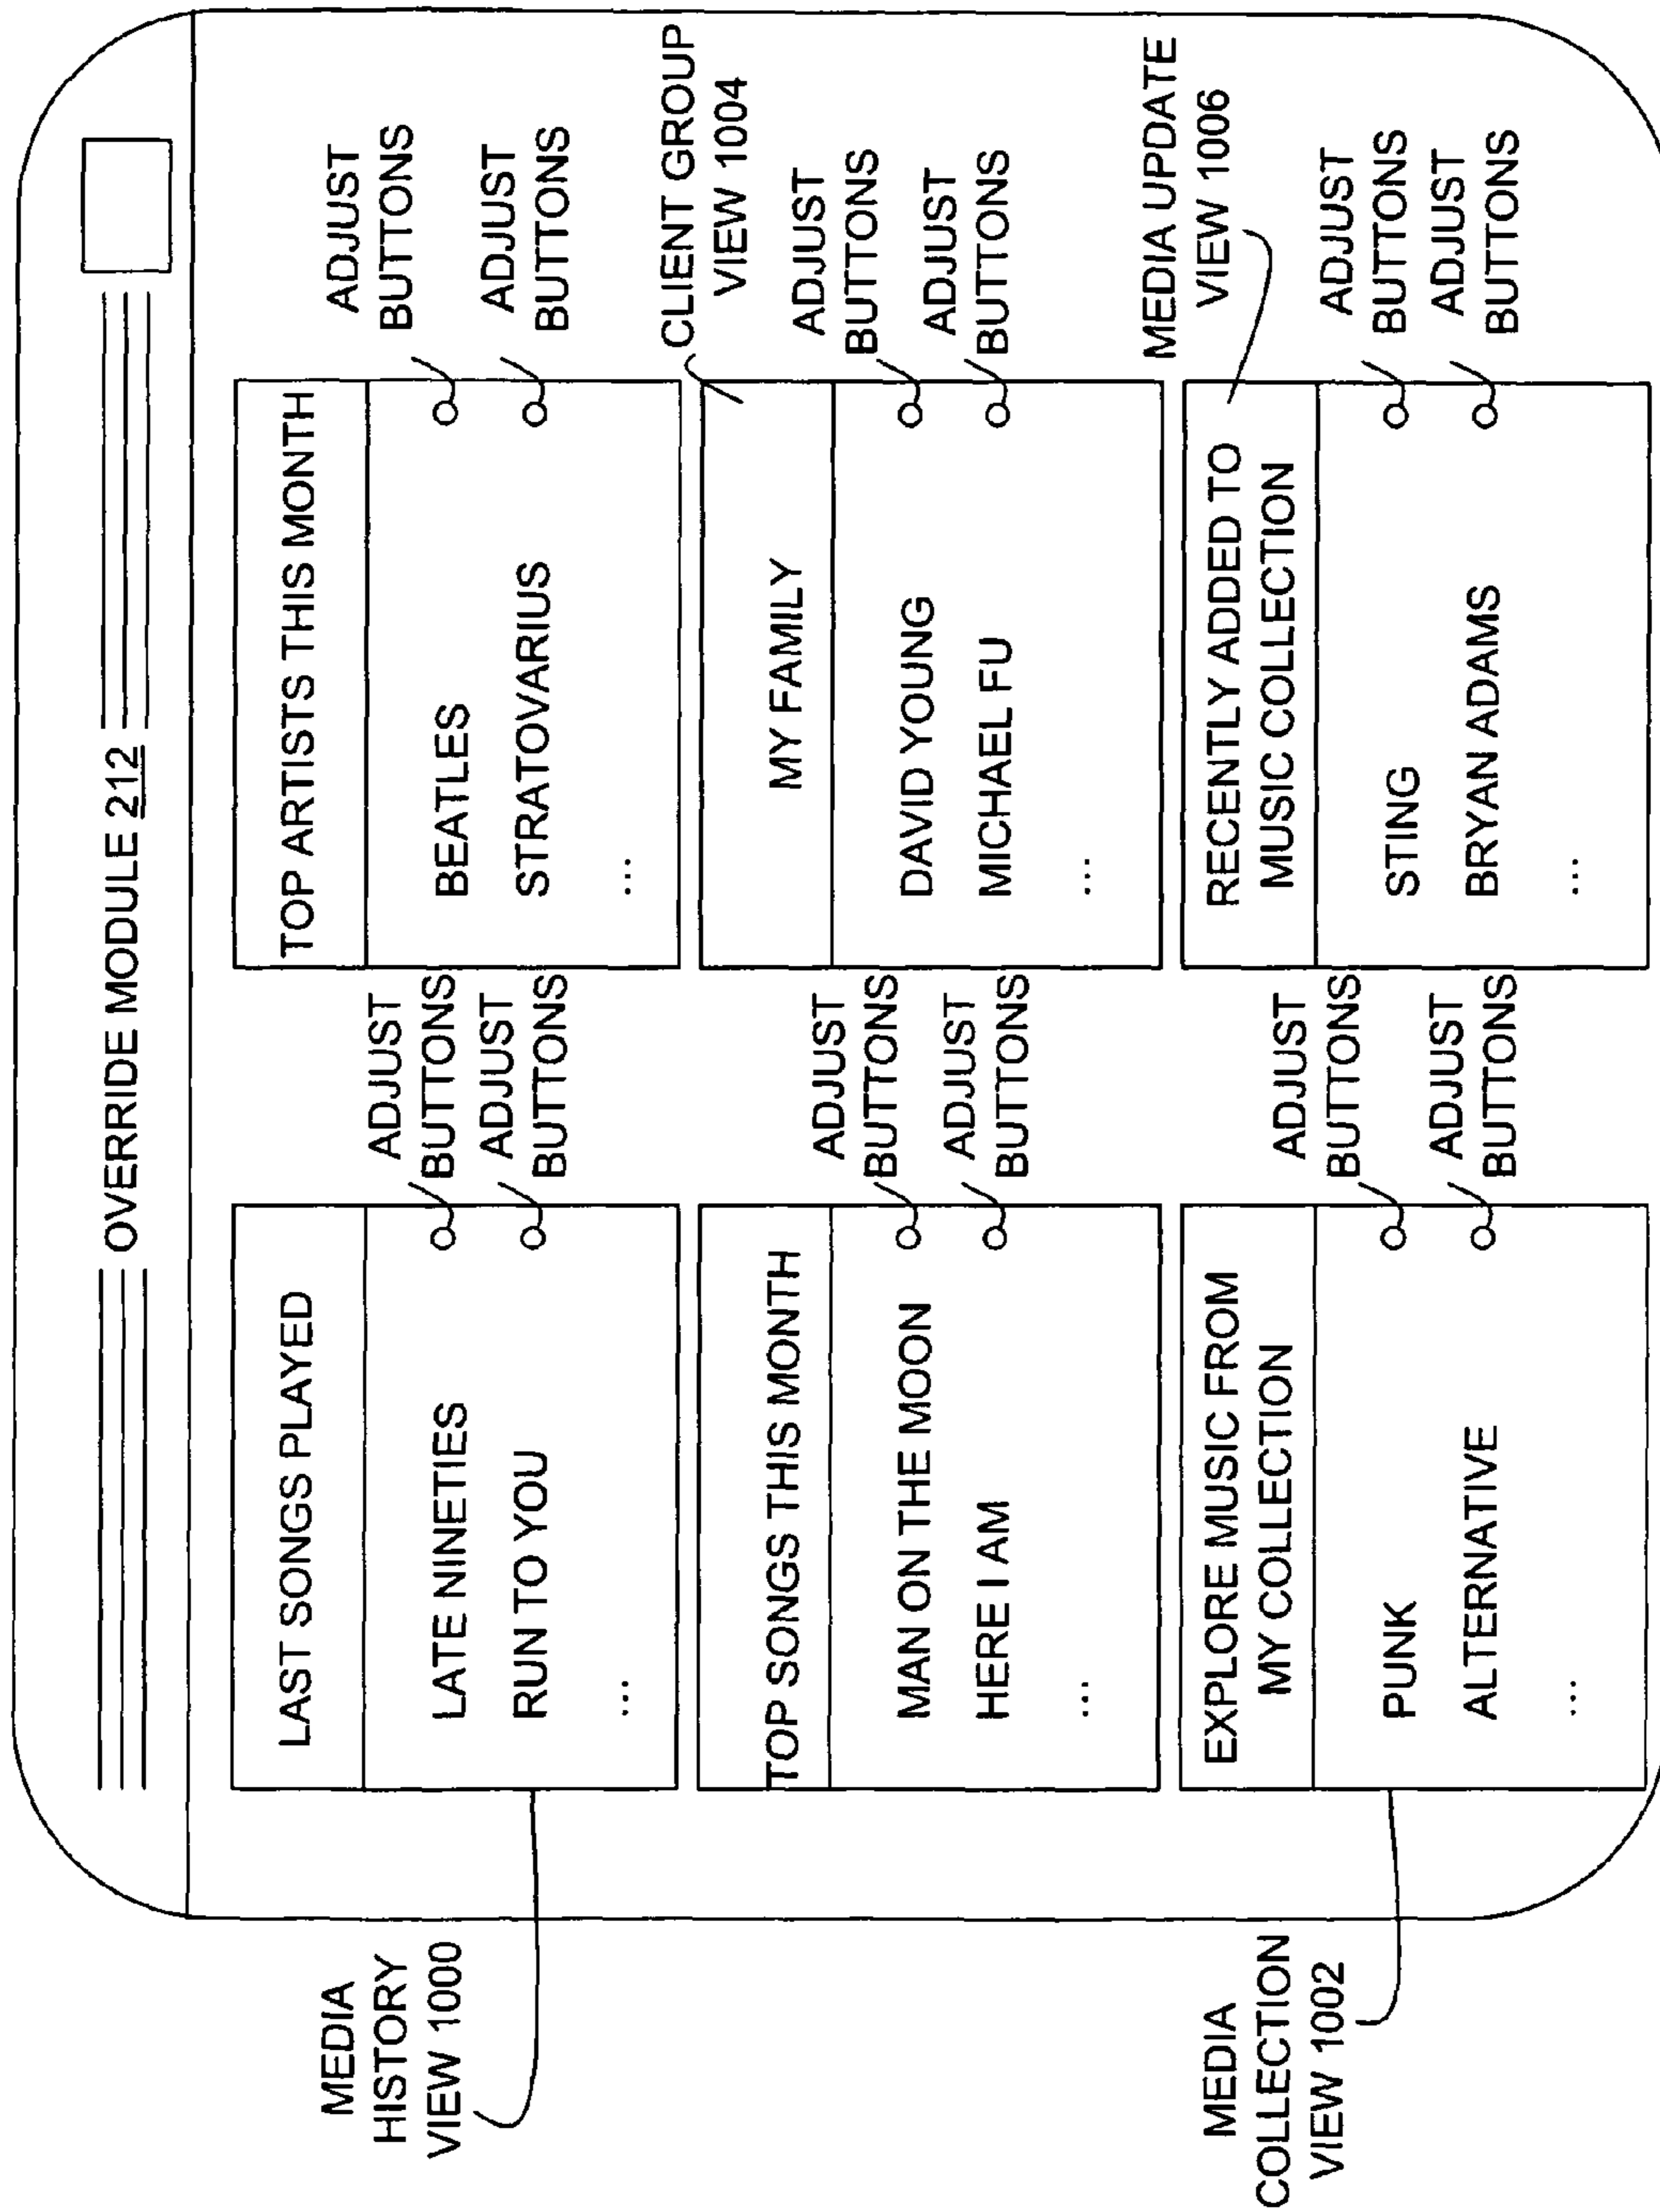 OVERRIDE MODULE 212
MEDIA
HISTORY
VIEW 1000
LAST SONGS PLAYED
LATE NINETIES
RUN TO YOU
...
ADJUST
BUTTONS
ADJUST
BUTTONS
TOP ARTISTS THIS MONTH
BEATLES
STRATOVARIUS
...
ADJUST
BUTTONS
ADJUST
BUTTONS
TOP SONGS THIS MONTH
MAN ON THE MOON
HERE I AM
...
ADJUST
BUTTONS
ADJUST
BUTTONS
CLIENT GROUP
VIEW 1004
MY FAMILY
DAVID YOUNG
MICHAEL FU
...
ADJUST
BUTTONS
ADJUST
BUTTONS
MEDIA
COLLECTION
VIEW 1002
EXPLORE MUSIC FROM
MY COLLECTION
PUNK
ALTERNATIVE
...
ADJUST
BUTTONS
ADJUST
BUTTONS
MEDIA UPDATE
VIEW 1006
RECENTLY ADDED TO
MUSIC COLLECTION
STING
BRYAN ADAMS
...
ADJUST
BUTTONS
ADJUST
BUTTONS